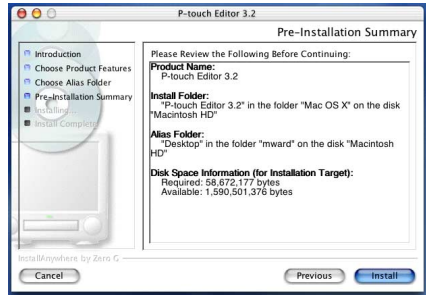 P-touch Editor 3.2
Pre-Installation Summary
Introduction
Choose Product Features
Choose Alias Folder
Pre-Installation Summary
Installing...
Install Complete
Please Review the Following Before Continuing:
Product Name:
P-touch Editor 3.2
Install Folder:
"P-touch Editor 3.2" in the folder "Mac OS X" on the disk
"Macintosh HD"
Alias Folder:
"Desktop" in the folder "mward" on the disk "Macintosh
HD"
Disk Space Information (for Installation Target):
Required: 58,672,177 bytes
Available: 1,590,501,376 bytes
InstallAnywhere by Zero G
Cancel
Previous
Install